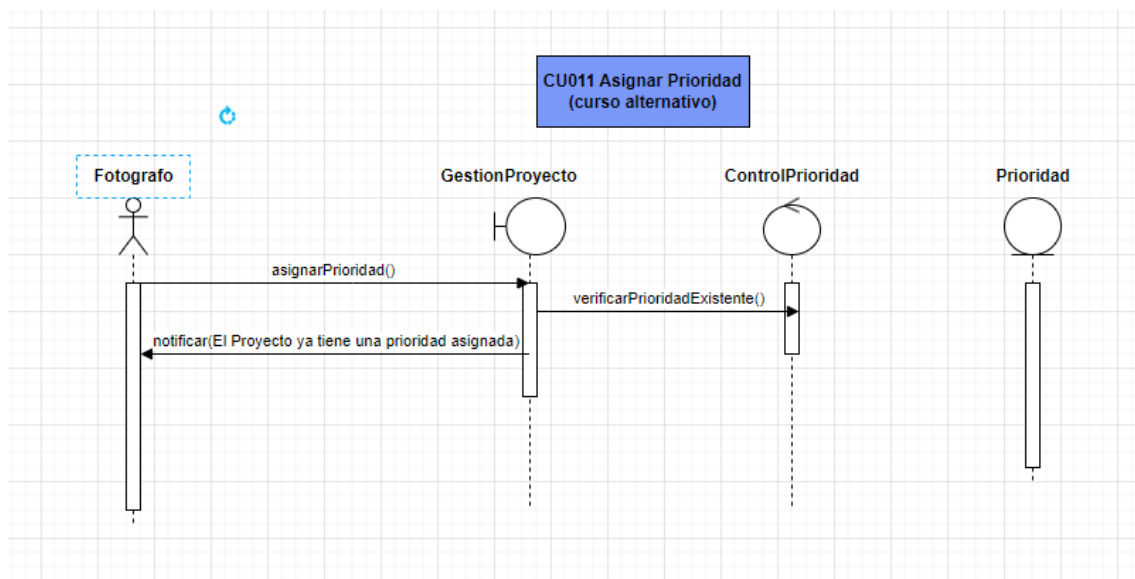 CU011 Asignar Prioridad
(curso alternativo)
Fotografo
GestionProyecto
ControlPrioridad
Prioridad
asignarPrioridad()
verificarPrioridadExistente()
notificar(El Proyecto ya tiene una prioridad asignada)